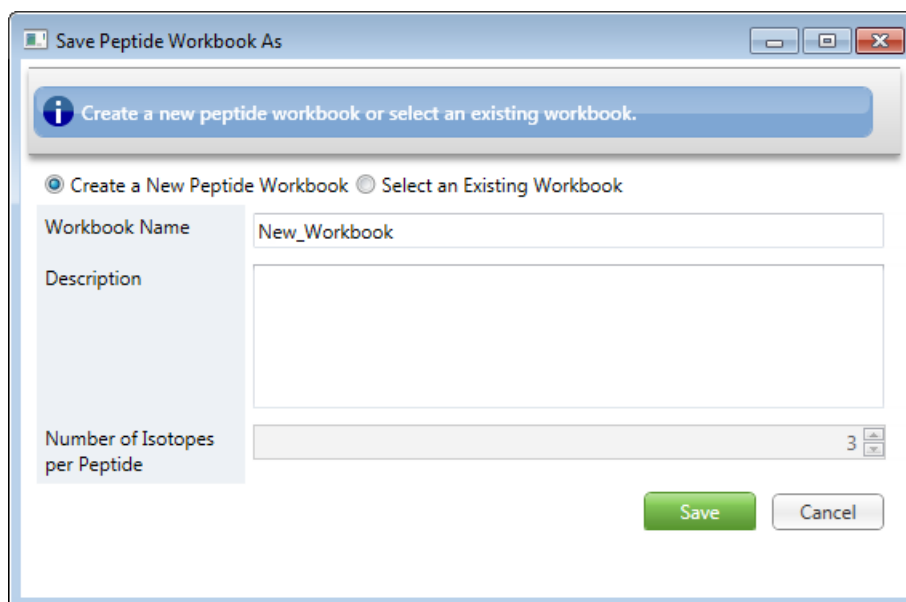 Save Peptide Workbook As
Create a new peptide workbook or select an existing workbook.
Create a New Peptide Workbook Select an Existing Workbook
Workbook Name New_Workbook
Description
Number of Isotopes per Peptide 3
Save Cancel